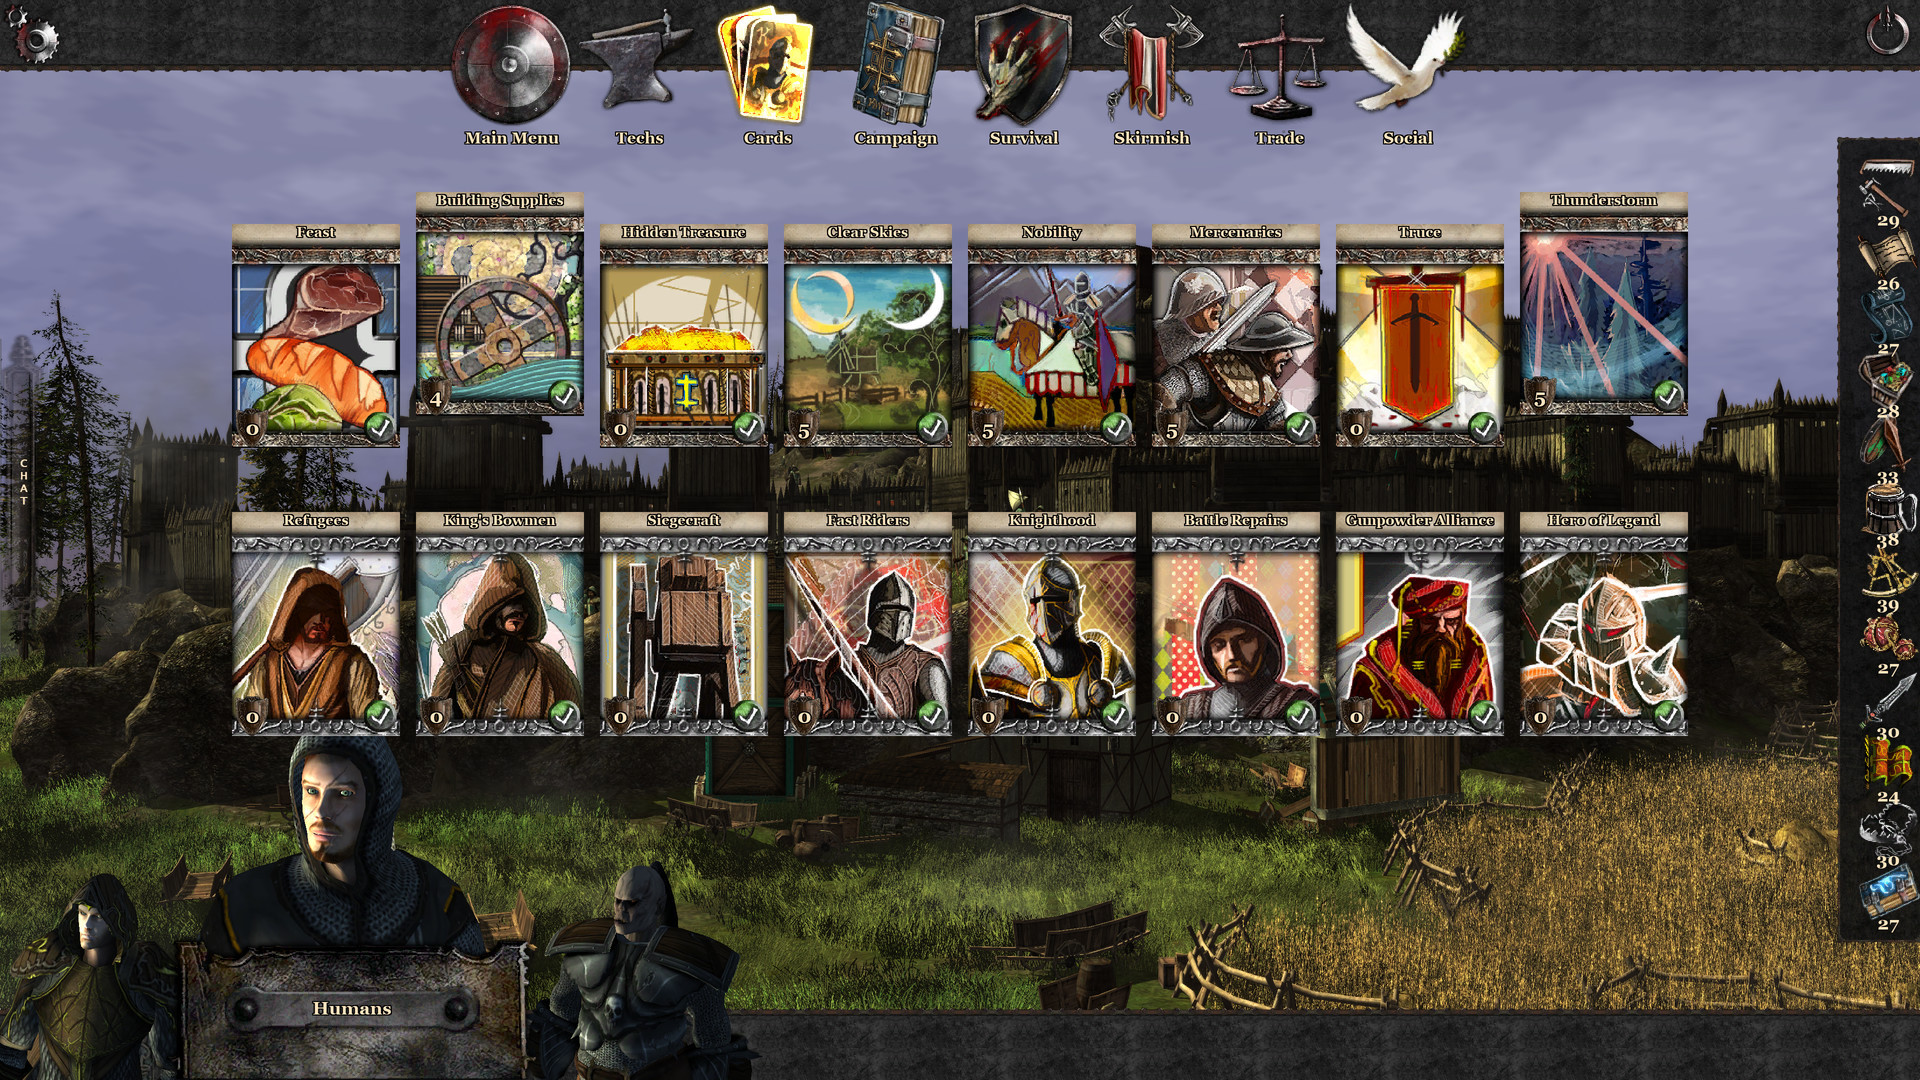 Main Menu
Techs
Cards
Campaign
Survival
Skirmish
Trade
Social
Feast
Building Supplies
Hidden Treasure
Clear Skies
Nobility
Mercenaries
Truce
Thunderstorm
0
4
0
5
5
5
0
5
Refugees
King's Bowmen
Siegecraft
Fast Riders
Knighthood
Battle Repairs
Gunpowder Alliance
Hero of Legend
0
0
0
0
0
0
0
0
29
26
27
28
33
38
39
27
30
24
30
27
CHAT
Humans